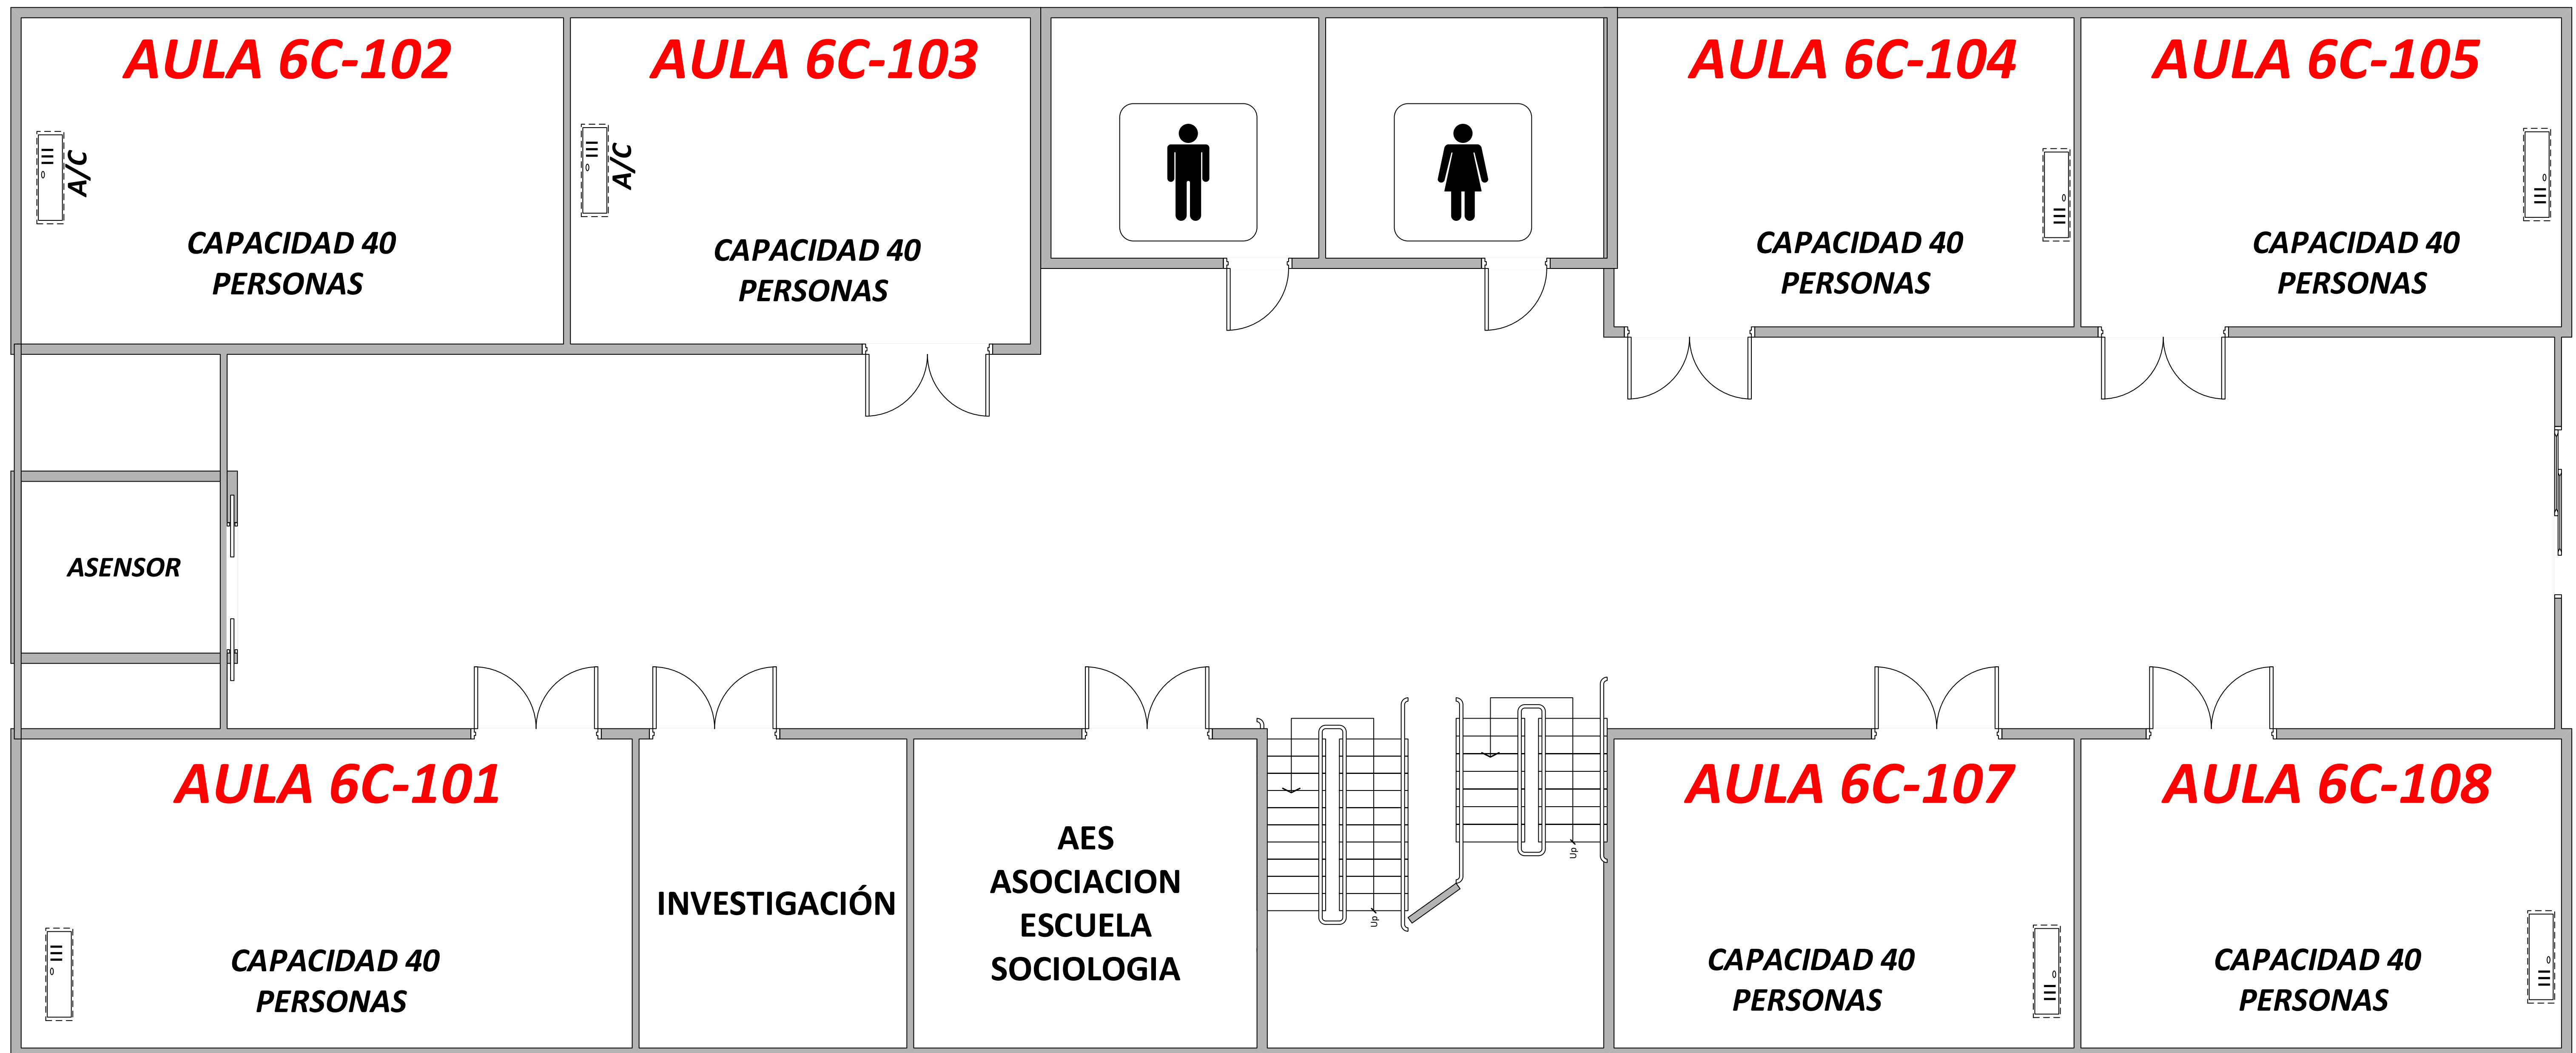 AULA 6C-102
A/C
CAPACIDAD 40
PERSONAS
AULA 6C-103
A/C
CAPACIDAD 40
PERSONAS
AULA 6C-104
CAPACIDAD 40
PERSONAS
AULA 6C-105
CAPACIDAD 40
PERSONAS
ASENSOR
AULA 6C-101
CAPACIDAD 40
PERSONAS
INVESTIGACIÓN
AES
ASOCIACION
ESCUELA
SOCIOLOGIA
Up
Up
AULA 6C-107
CAPACIDAD 40
PERSONAS
AULA 6C-108
CAPACIDAD 40
PERSONAS